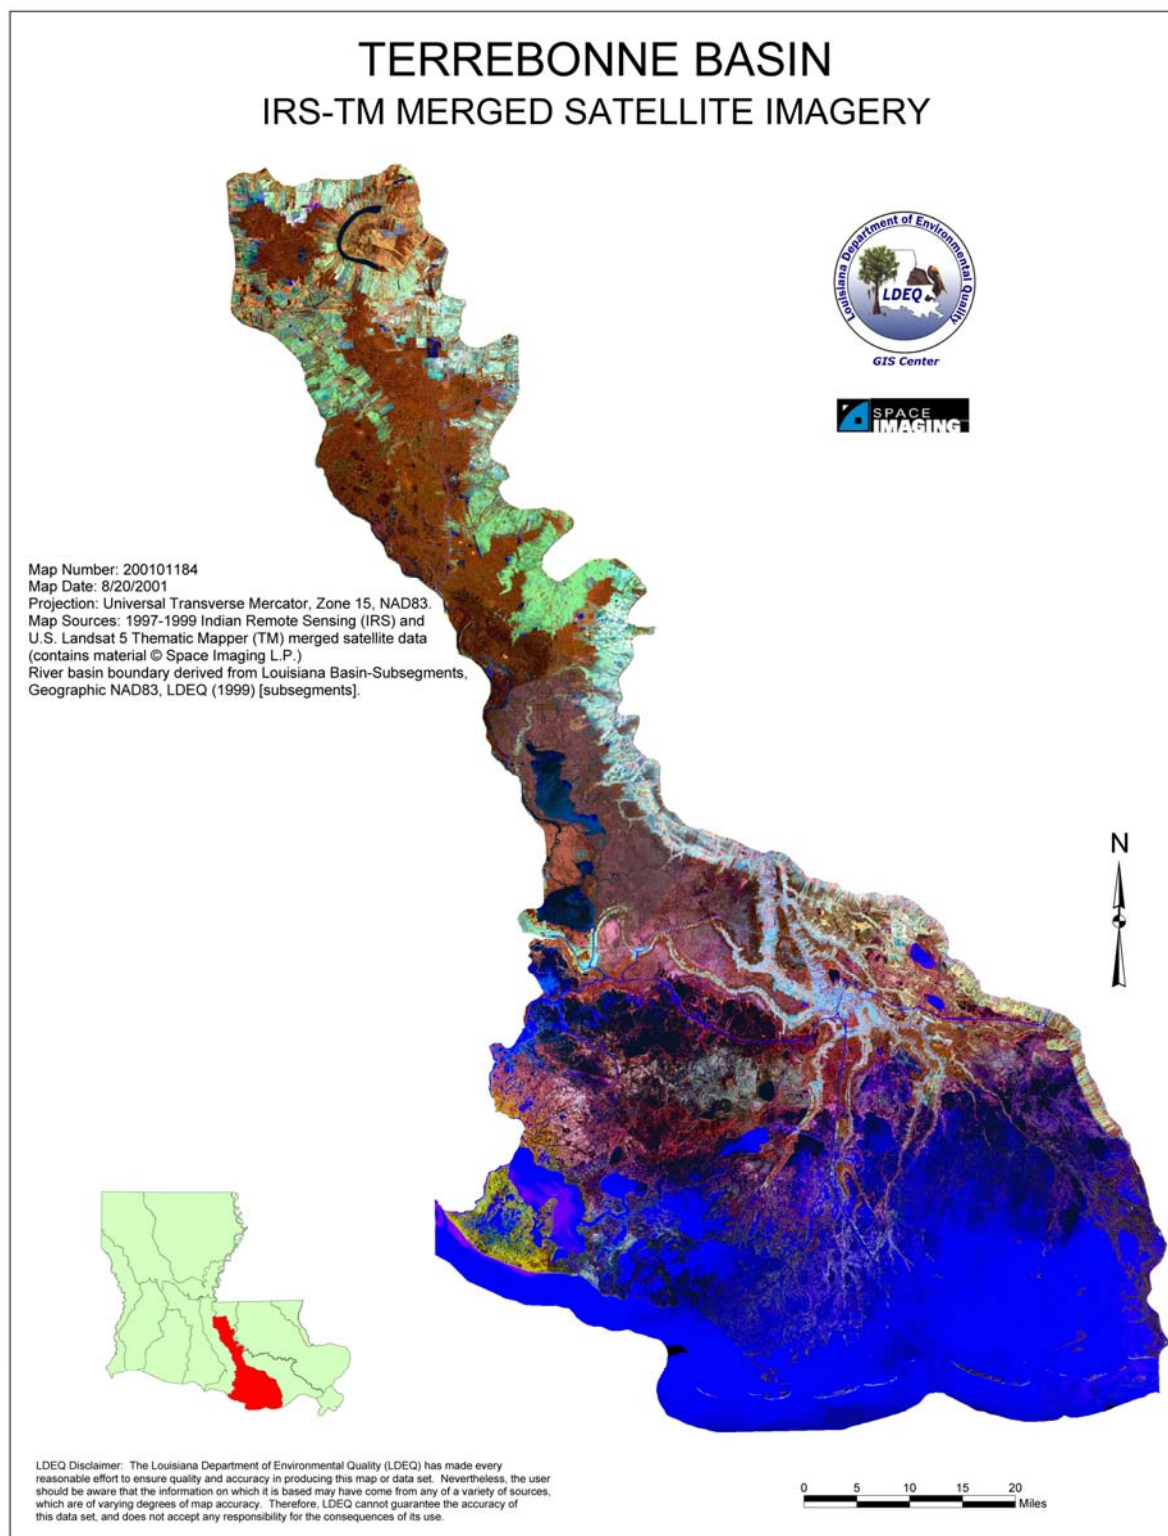 TERREBONNE BASIN
IRS-TM MERGED SATELLITE IMAGERY
Louisiana Department of Environmental Quality
LDEQ
GIS Center
SPACE
IMAGING
Map Number: 200101184
Map Date: 8/20/2001
Projection: Universal Transverse Mercator, Zone 15, NAD83.
Map Sources: 1997-1999 Indian Remote Sensing (IRS) and
U.S. Landsat 5 Thematic Mapper (TM) merged satellite data
(contains material © Space Imaging L.P.)
River basin boundary derived from Louisiana Basin-Subsegments,
Geographic NAD83, LDEQ (1999) [subsegments].
N
LDEQ Disclaimer: The Louisiana Department of Environmental Quality (LDEQ) has made every
reasonable effort to ensure quality and accuracy in producing this map or data set. Nevertheless, the user
should be aware that the information on which it is based may have come from any of a variety of sources,
which are of varying degrees of map accuracy. Therefore, LDEQ cannot guarantee the accuracy of
this data set, and does not accept any responsibility for the consequences of its use.
0 5 10 15 20
Miles